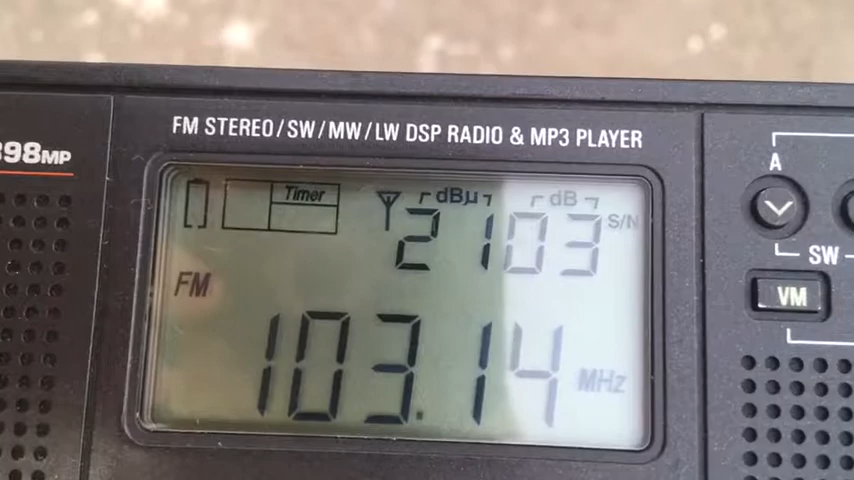 FM STEREO/SW/MW/LW DSP RADIO & MP3 PLAYER
398MP
A
Timer
dBµ
dB
21 03
S/N
SW
FM
VM
103.14
MHz